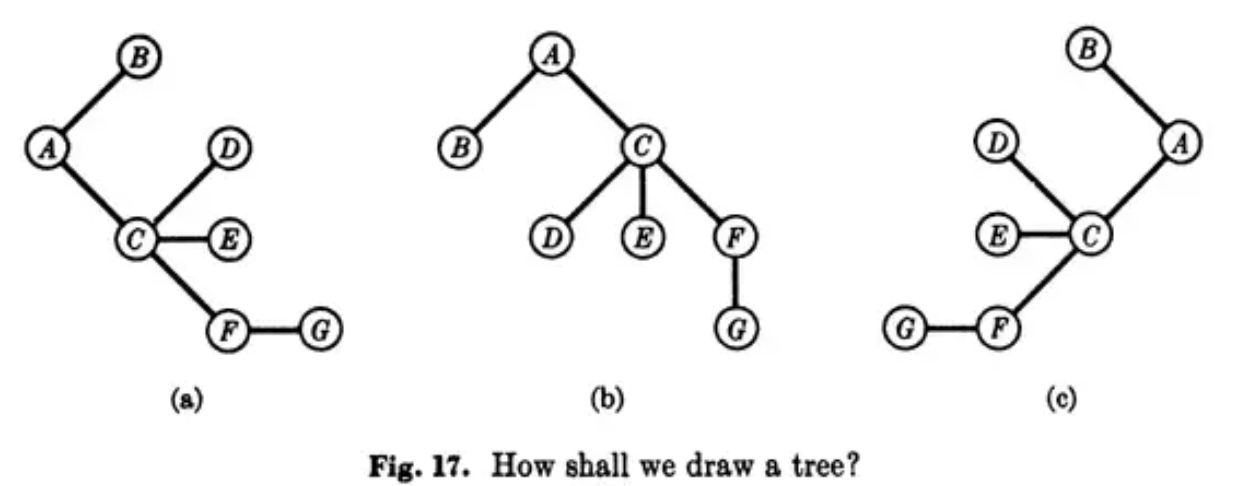 B A B
A D B C D A
C E D E F E C
F G G G F
(a) (b) (c)
Fig. 17. How shall we draw a tree?